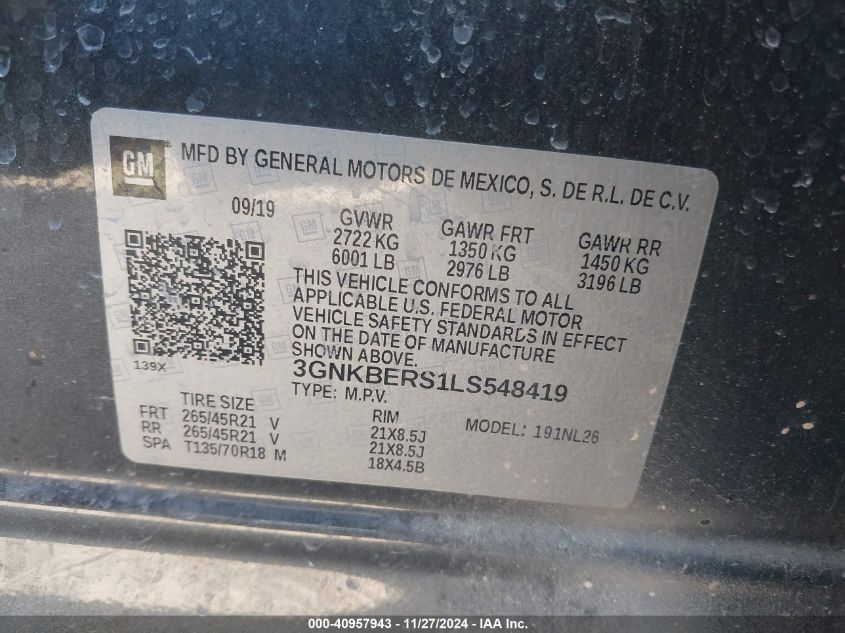 GM MFD BY GENERAL MOTORS DE MEXICO, S. DE R.L. DE C.V.
09/19
GVWR GAWR FRT GAWR RR
2722 KG 1350 KG 1450 KG
6001 LB 2976 LB 3196 LB
THIS VEHICLE CONFORMS TO ALL
APPLICABLE U.S. FEDERAL MOTOR
VEHICLE SAFETY STANDARDS IN EFFECT
ON THE DATE OF MANUFACTURE
SHOWN ABOVE.
139X
3GNKBERS1LS548419
TYPE: M.P.V.
TIRE SIZE RIM MODEL: 191NL26
FRT 265/45R21 V 21X8.5J
RR 265/45R21 V 21X8.5J
SPA T135/70R18 M 18X4.5B
000-40957943 - 11/27/2024 - IAA Inc.